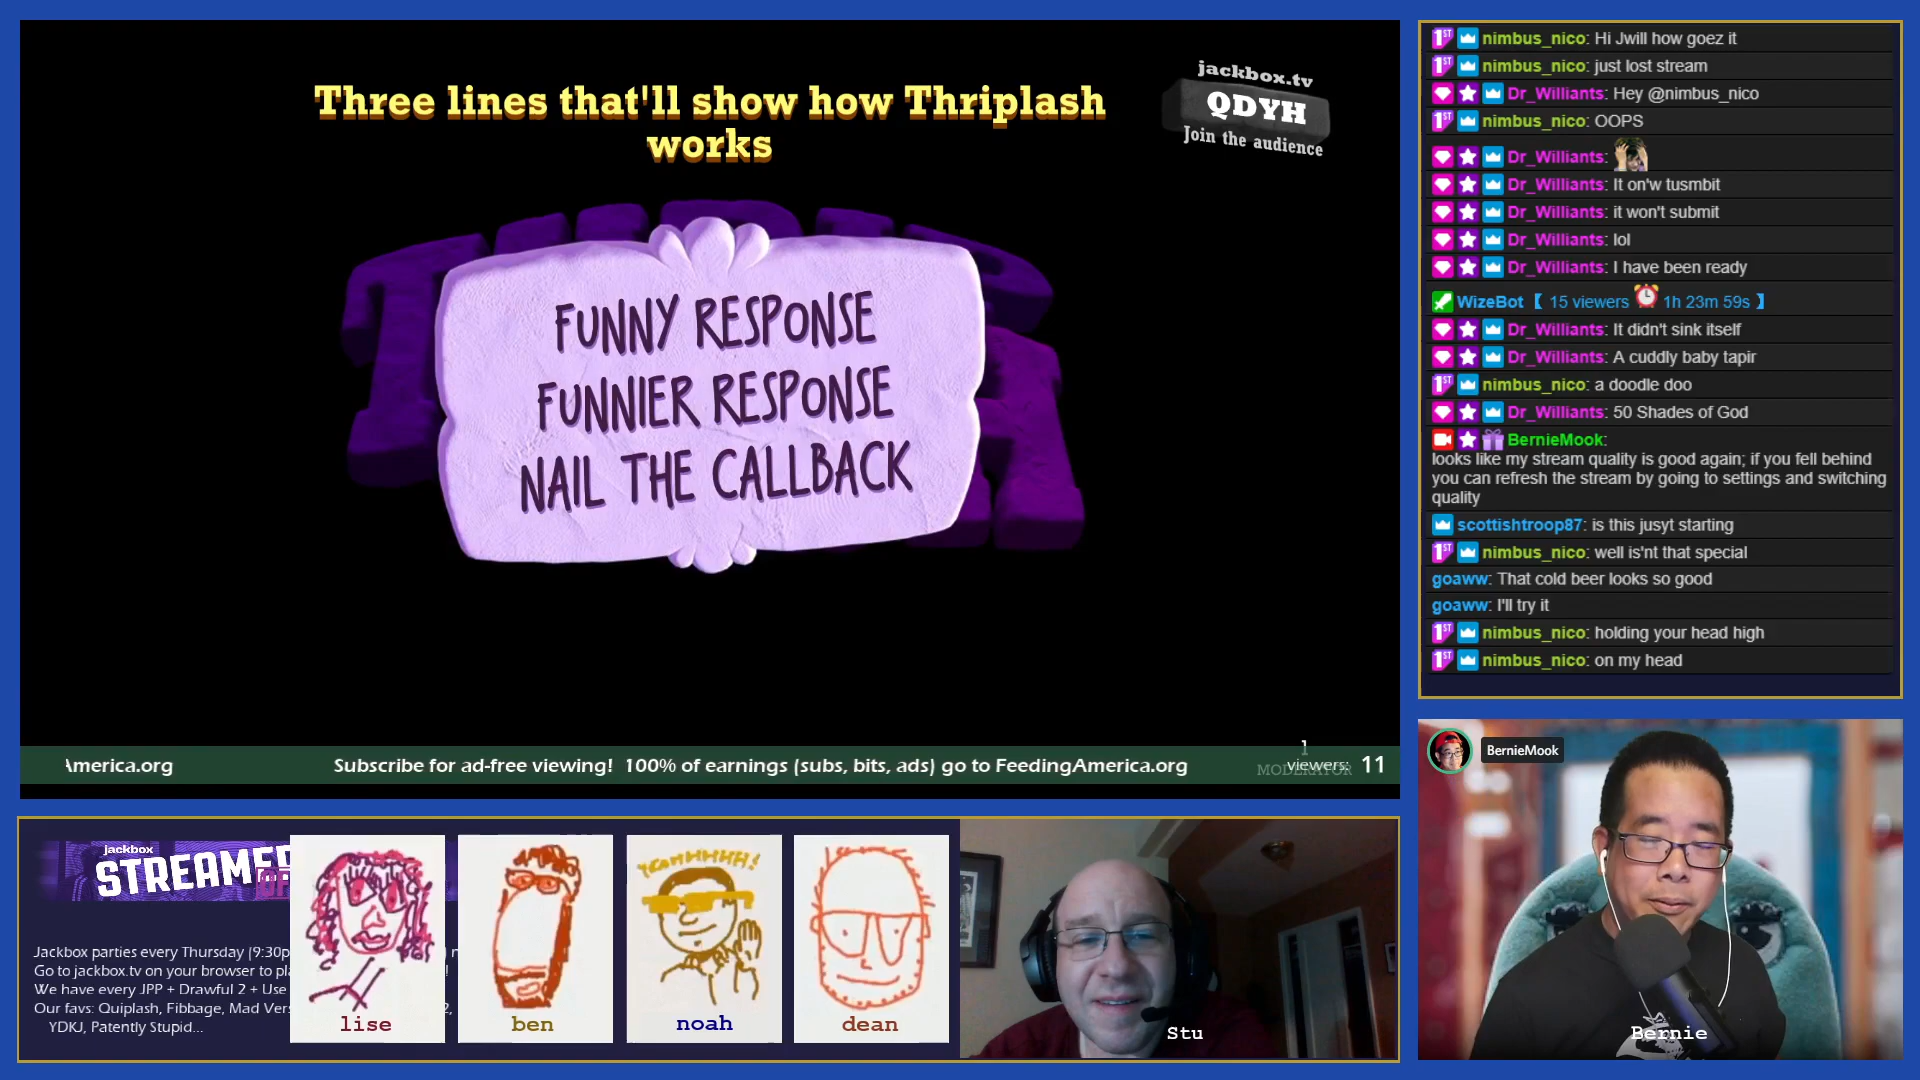 Three lines that'll show how Thriplash
works
jackbox.tv
QDYH
Join the audience
FUNNY RESPONSE
FUNNIER RESPONSE
NAIL THE CALLBACK
America.org
Subscribe for ad-free viewing! 100% of earnings (subs, bits, ads) go to FeedingAmerica.org
1
MODERATOR
viewers: 11
nimbus_nico: Hi Jwill how goez it
nimbus_nico: just lost stream
Dr_Williants: Hey @nimbus_nico
nimbus_nico: OOPS
Dr_Williants:
Dr_Williants: It on'w tusmbit
Dr_Williants: it won't submit
Dr_Williants: lol
Dr_Williants: I have been ready
WizeBot 【 15 viewers 1h 23m 59s 】
Dr_Williants: It didn't sink itself
Dr_Williants: A cuddly baby tapir
nimbus_nico: a doodle doo
Dr_Williants: 50 Shades of God
BernieMook:
looks like my stream quality is good again; if you fell behind
you can refresh the stream by going to settings and switching
quality
scottishtroop87: is this jusyt starting
nimbus_nico: well is'nt that special
goaww: That cold beer looks so good
goaww: I'll try it
nimbus_nico: holding your head high
nimbus_nico: on my head
jackbox
STREAMER
Jackbox parties every Thursday (9:30p
Go to jackbox.tv on your browser to pla
We have every JPP + Drawful 2 + Use
Our favs: Quiplash, Fibbage, Mad Vers
YDKJ, Patently Stupid...
YEAHHHHH!
lise
ben
noah
dean
Stu
BernieMook
Bernie